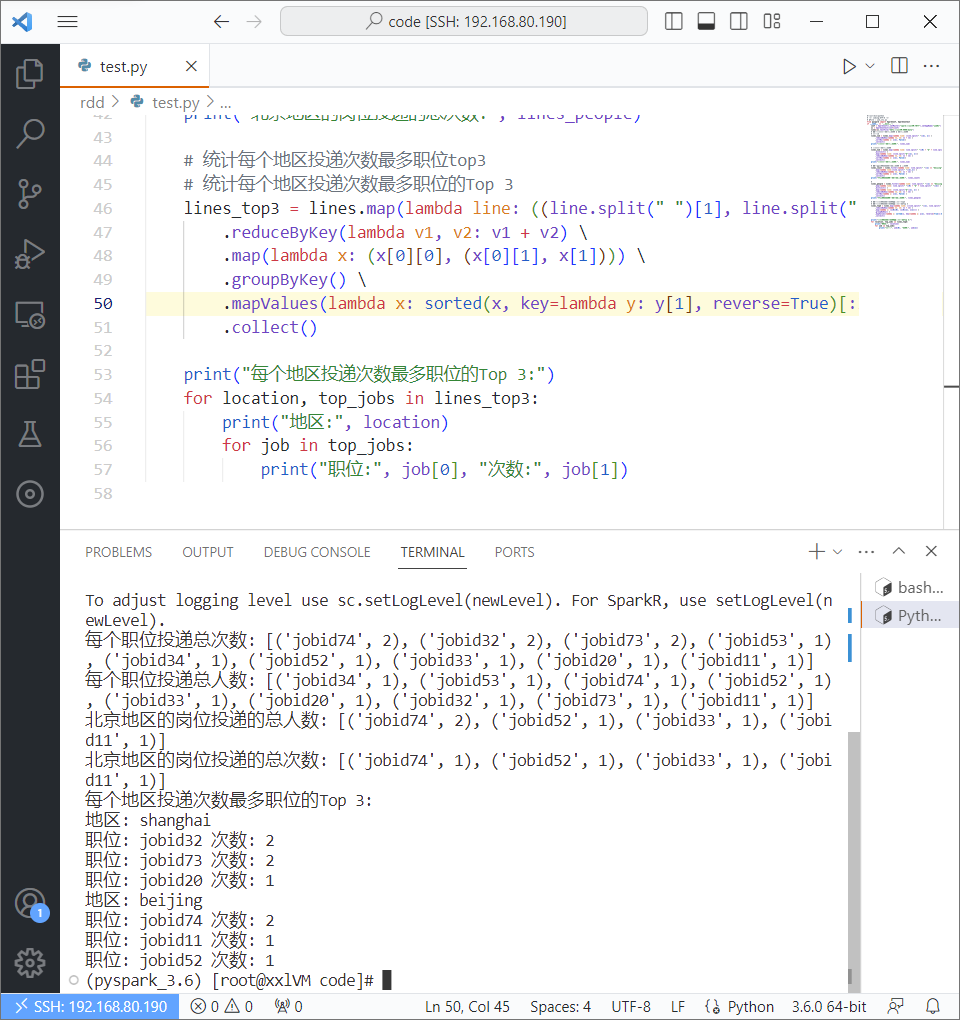 code [SSH: 192.168.80.190]
test.py
rdd > test.py > ...
42 print("北京地区的岗位投递的总次数:", lines_people)
43
44 # 统计每个地区投递次数最多职位top3
45 # 统计每个地区投递次数最多职位的Top 3
46 lines_top3 = lines.map(lambda line: ((line.split(" ")[1], line.split("
47 .reduceByKey(lambda v1, v2: v1 + v2) \
48 .map(lambda x: (x[0][0], (x[0][1], x[1]))) \
49 .groupByKey() \
50 .mapValues(lambda x: sorted(x, key=lambda y: y[1], reverse=True)[:
51 .collect()
52
53 print("每个地区投递次数最多职位的Top 3:")
54 for location, top_jobs in lines_top3:
55 print("地区:", location)
56 for job in top_jobs:
57 print("职位:", job[0], "次数:", job[1])
58
PROBLEMS OUTPUT DEBUG CONSOLE TERMINAL PORTS
bash...
Pyth...
To adjust logging level use sc.setLogLevel(newLevel). For SparkR, use setLogLevel(n
ewLevel).
每个职位投递总次数: [('jobid74', 2), ('jobid32', 2), ('jobid73', 2), ('jobid53', 1)
, ('jobid34', 1), ('jobid52', 1), ('jobid33', 1), ('jobid20', 1), ('jobid11', 1)]
每个职位投递总人数: [('jobid34', 1), ('jobid53', 1), ('jobid74', 1), ('jobid52', 1)
, ('jobid33', 1), ('jobid20', 1), ('jobid32', 1), ('jobid73', 1), ('jobid11', 1)]
北京地区的岗位投递的总人数: [('jobid74', 2), ('jobid52', 1), ('jobid33', 1), ('jobi
d11', 1)]
北京地区的岗位投递的总次数: [('jobid74', 1), ('jobid52', 1), ('jobid33', 1), ('jobi
d11', 1)]
每个地区投递次数最多职位的Top 3:
地区: shanghai
职位: jobid32 次数: 2
职位: jobid73 次数: 2
职位: jobid20 次数: 1
地区: beijing
职位: jobid74 次数: 2
职位: jobid11 次数: 1
职位: jobid52 次数: 1
(pyspark_3.6) [root@xxlVM code]#
1
SSH: 192.168.80.190 0 0 0 Ln 50, Col 45 Spaces: 4 UTF-8 LF Python 3.6.0 64-bit